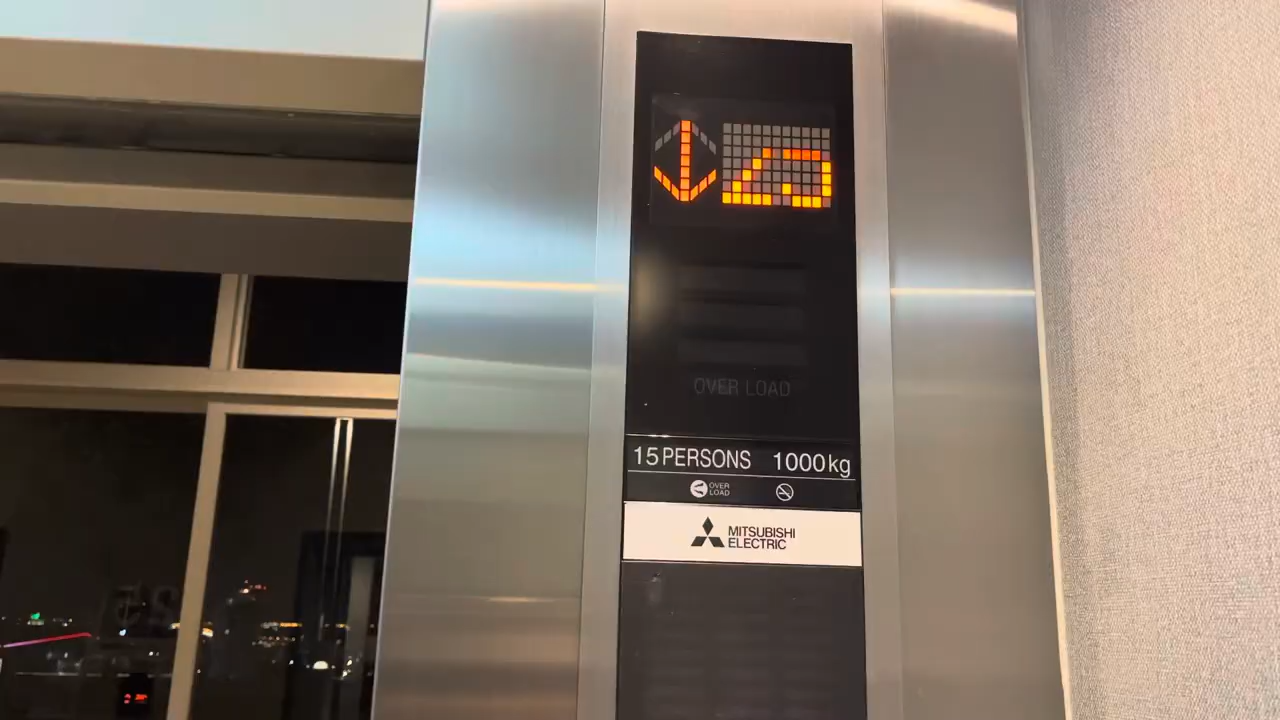 OVER LOAD
15 PERSONS 1000kg
OVER
LOAD
MITSUBISHI
ELECTRIC